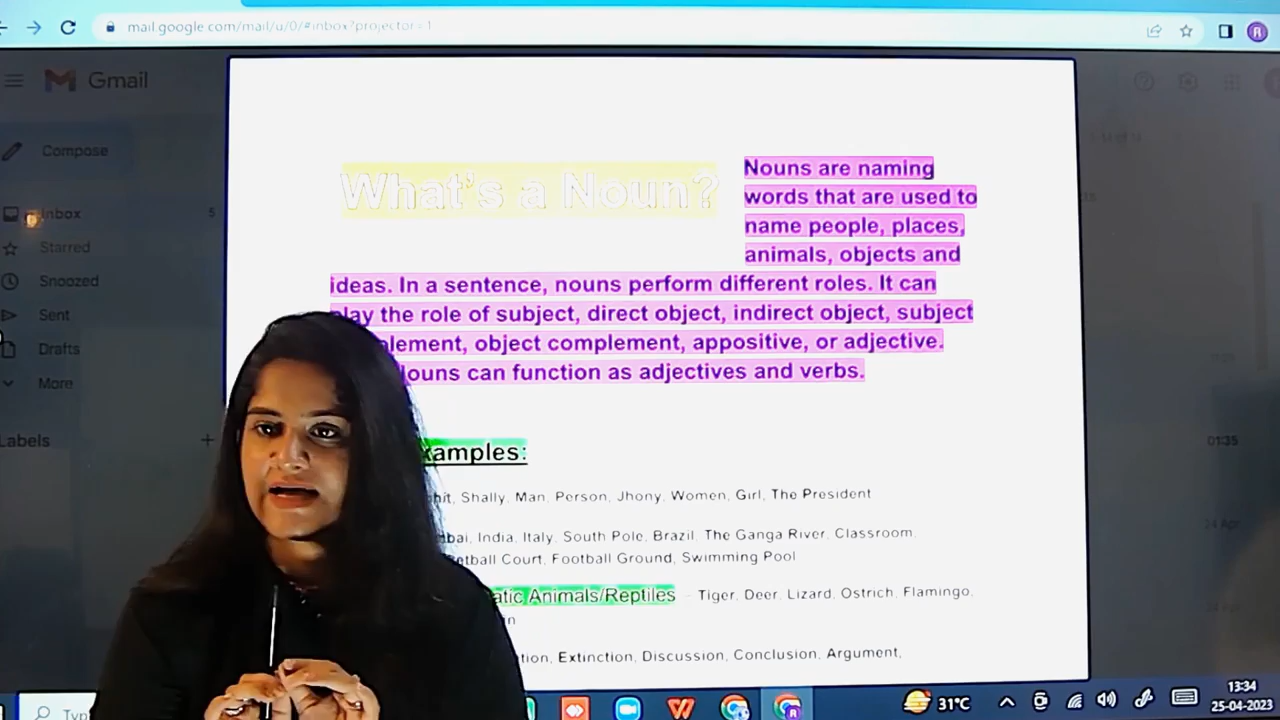 mail.google.com/mail/u/0/#inbox?projector=1
Gmail
Compose
Inbox 5
Starred
Snoozed
Sent
Drafts
More
Labels +
What's a Noun?
Nouns are naming
words that are used to
name people, places,
animals, objects and
ideas. In a sentence, nouns perform different roles. It can
play the role of subject, direct object, indirect object, subject
object complement, appositive, or adjective.
can function as adjectives and verbs.
Shally, Man, Person, Jhony, Women, Girl, The President
India, Italy, South Pole, Brazil, The Ganga River, Classroom,
Court, Football Ground, Swimming Pool
Animals/Reptiles - Tiger, Deer, Lizard, Ostrich, Flamingo,
Extinction, Discussion, Conclusion, Argument,
01:35
24 Apr
31°C
13:34
25-04-2023